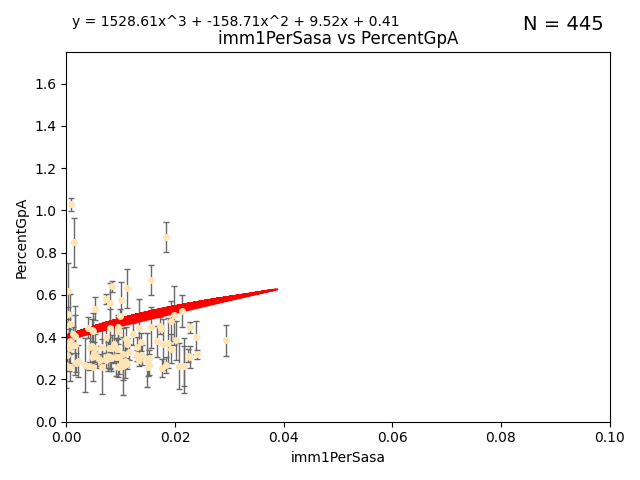 y = 1528.61x^3 + -158.71x^2 + 9.52x + 0.41
N = 445
imm1PerSasa vs PercentGpA
PercentGpA
1.6
1.4
1.2
1.0
0.8
0.6
0.4
0.2
0.0
0.00 0.02 0.04 0.06 0.08 0.10
imm1PerSasa